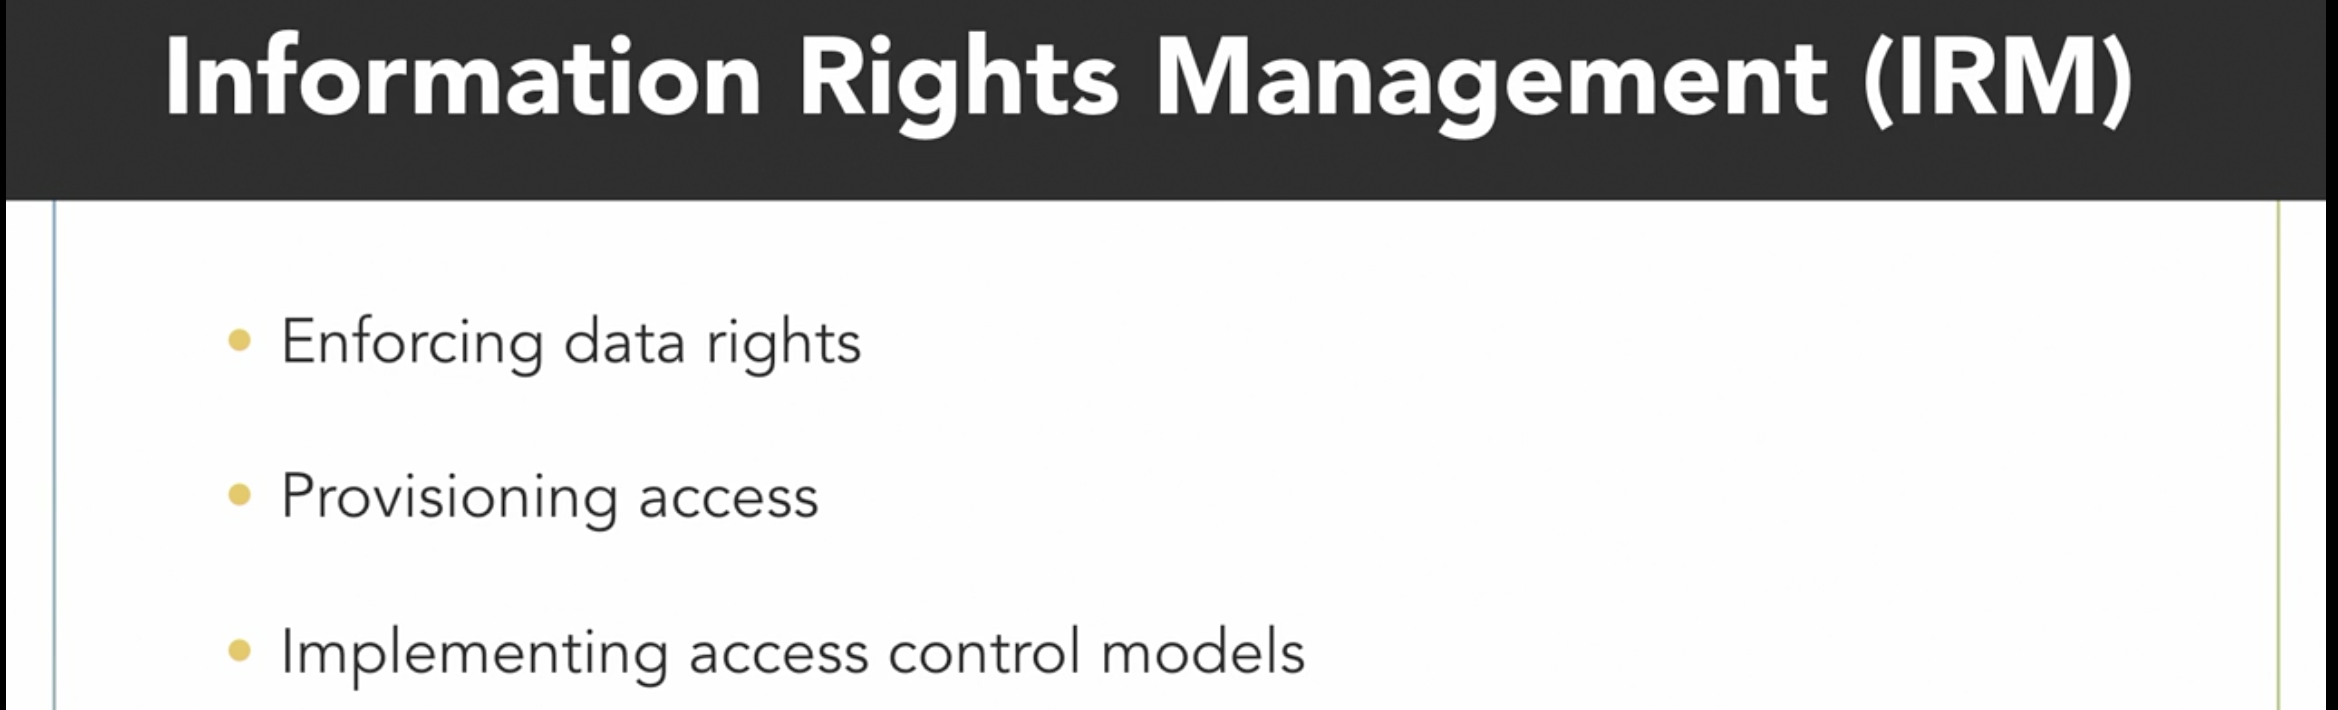 Information Rights Management (IRM)
• Enforcing data rights
• Provisioning access
• Implementing access control models